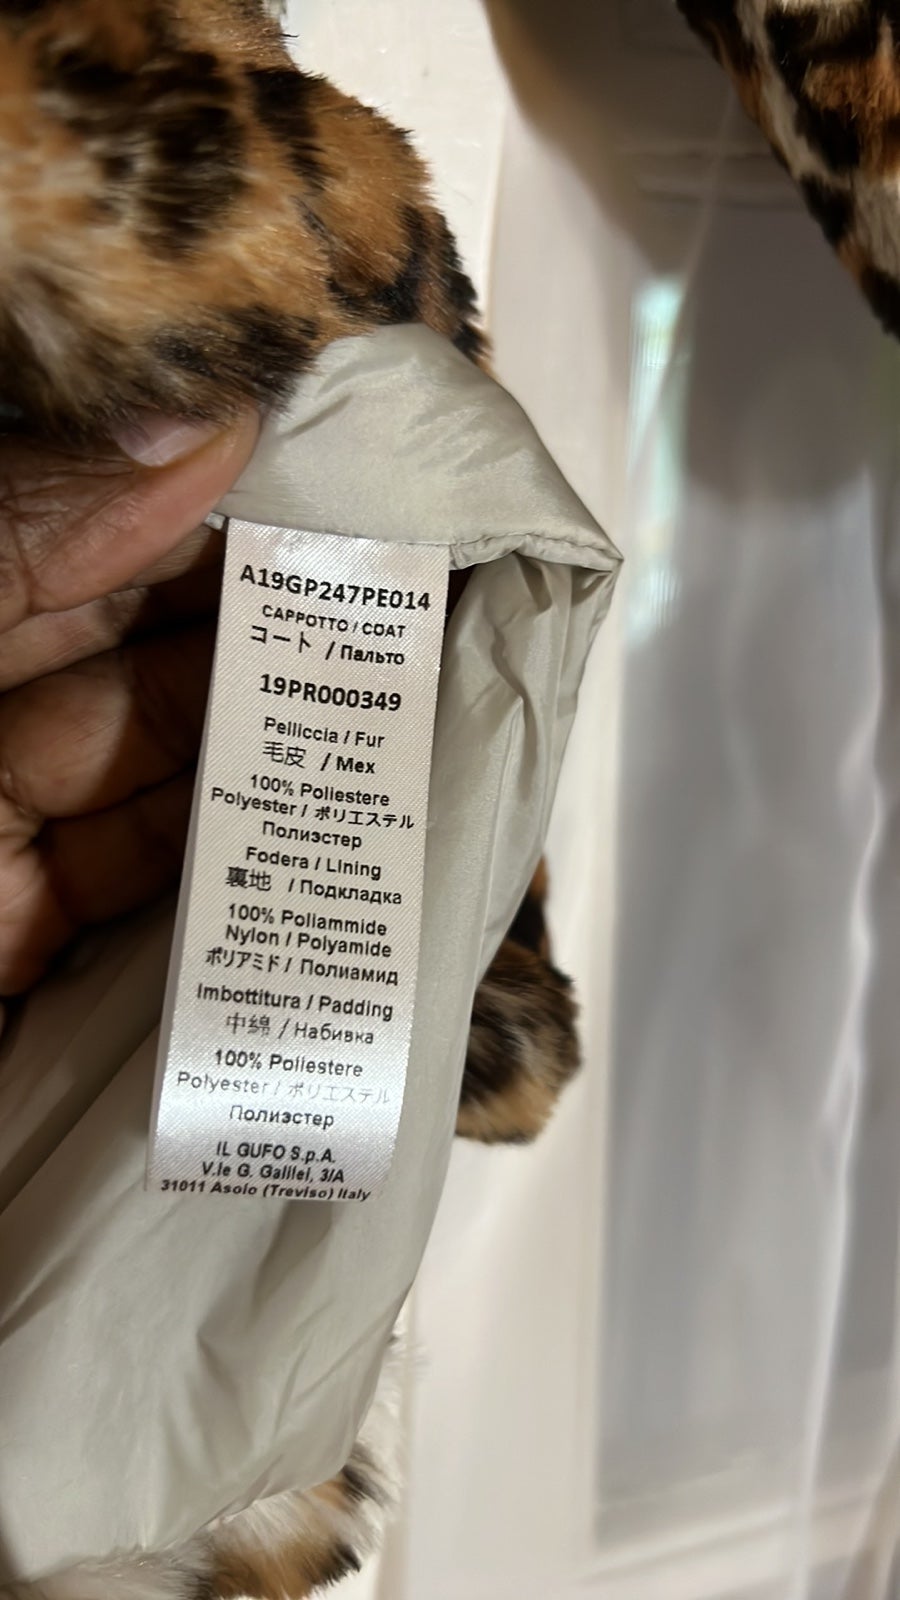 A19GP247PE014
CAPPOTTO / COAT
コート / Пальто
19PR000349
Pelliccia / Fur
毛皮 / Мех
100% Poliestere
Polyester / ポリエステル
Полиэстер
Fodera / Lining
裏地 / Подкладка
100% Poliammide
Nylon / Polyamide
ポリアミド / Полиамид
Imbottitura / Padding
中綿 / Набивка
100% Poliestere
Polyester / ポリエステル
Полиэстер
IL GUFO S.p.A.
V.le G. Galilei, 3/A
31011 Asolo (Treviso) Italy